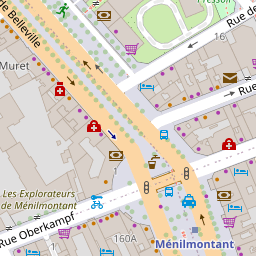 Pressoir
de Belleville
Rue de
16
Muret
Rue
Les Explorateurs
de Ménilmontant
Rue Oberkampf
160A
Ménilmontant